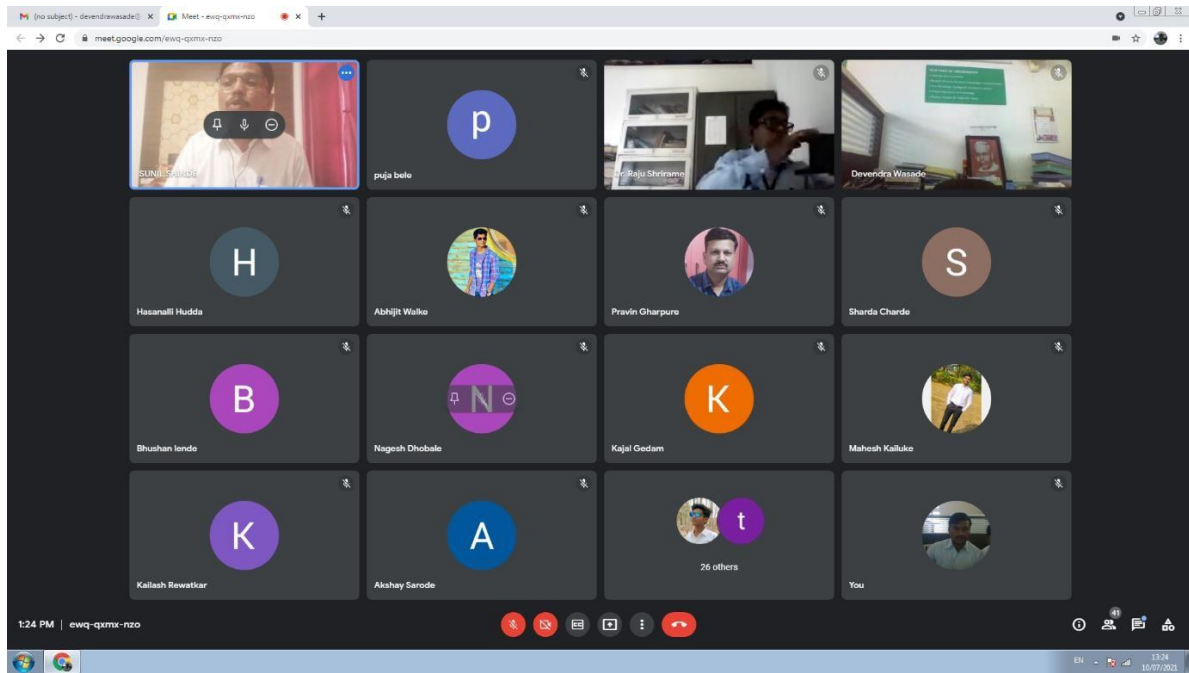 (no subject) - devendrawasade@
Meet - ewq-qxmx-nzo
meet.google.com/ewq-qxmx-nzo
SUNIL SHINDE
p
puja bele
Dr. Raju Shrirame
Devendra Wasade
H
Hasanalli Hudda
Abhijit Walke
Pravin Gharpure
S
Sharda Charde
B
Bhushan lende
N
Nagesh Dhobale
K
Kajal Gedam
Mahesh Kailuke
K
Kailash Rewatkar
A
Akshay Sarode
t
26 others
You
1:24 PM | ewq-qxmx-nzo
41
EN
13:24
10/07/2021